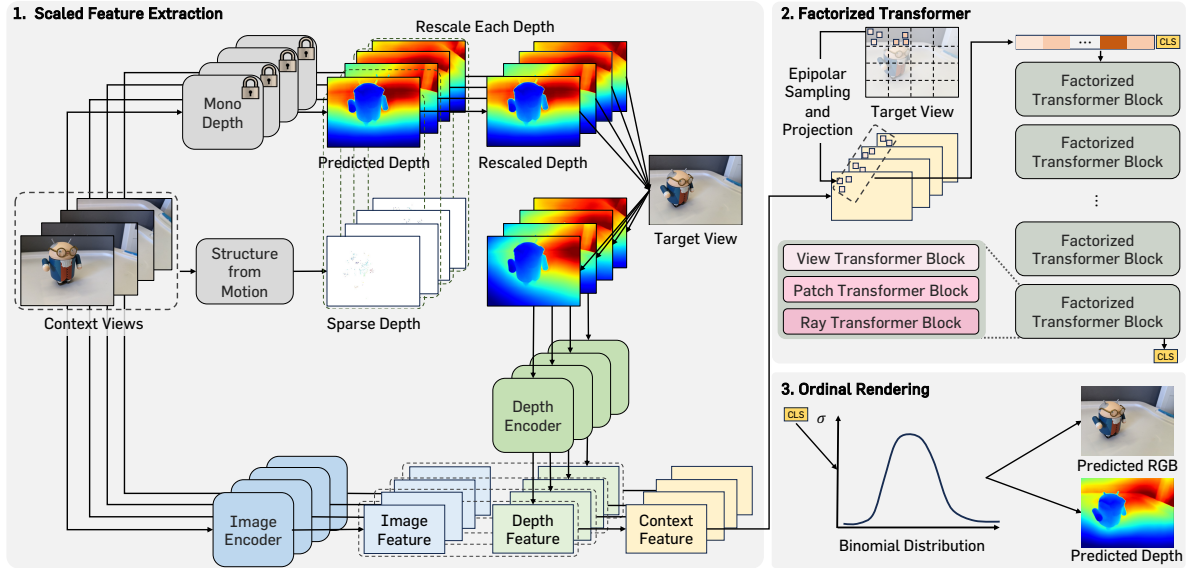 1. Scaled Feature Extraction
Rescale Each Depth
Mono
Depth
Predicted Depth
Rescaled Depth
Target View
Context Views
Structure
from
Motion
Sparse Depth
Depth
Encoder
Image
Encoder
Image
Feature
Depth
Feature
Context
Feature
2. Factorized Transformer
Epipolar
Sampling
and
Projection
Target View
...
CLS
Factorized
Transformer Block
Factorized
Transformer Block
...
Factorized
Transformer Block
Factorized
Transformer Block
CLS
View Transformer Block
Patch Transformer Block
Ray Transformer Block
3. Ordinal Rendering
CLS
σ
Binomial Distribution
Predicted RGB
Predicted Depth